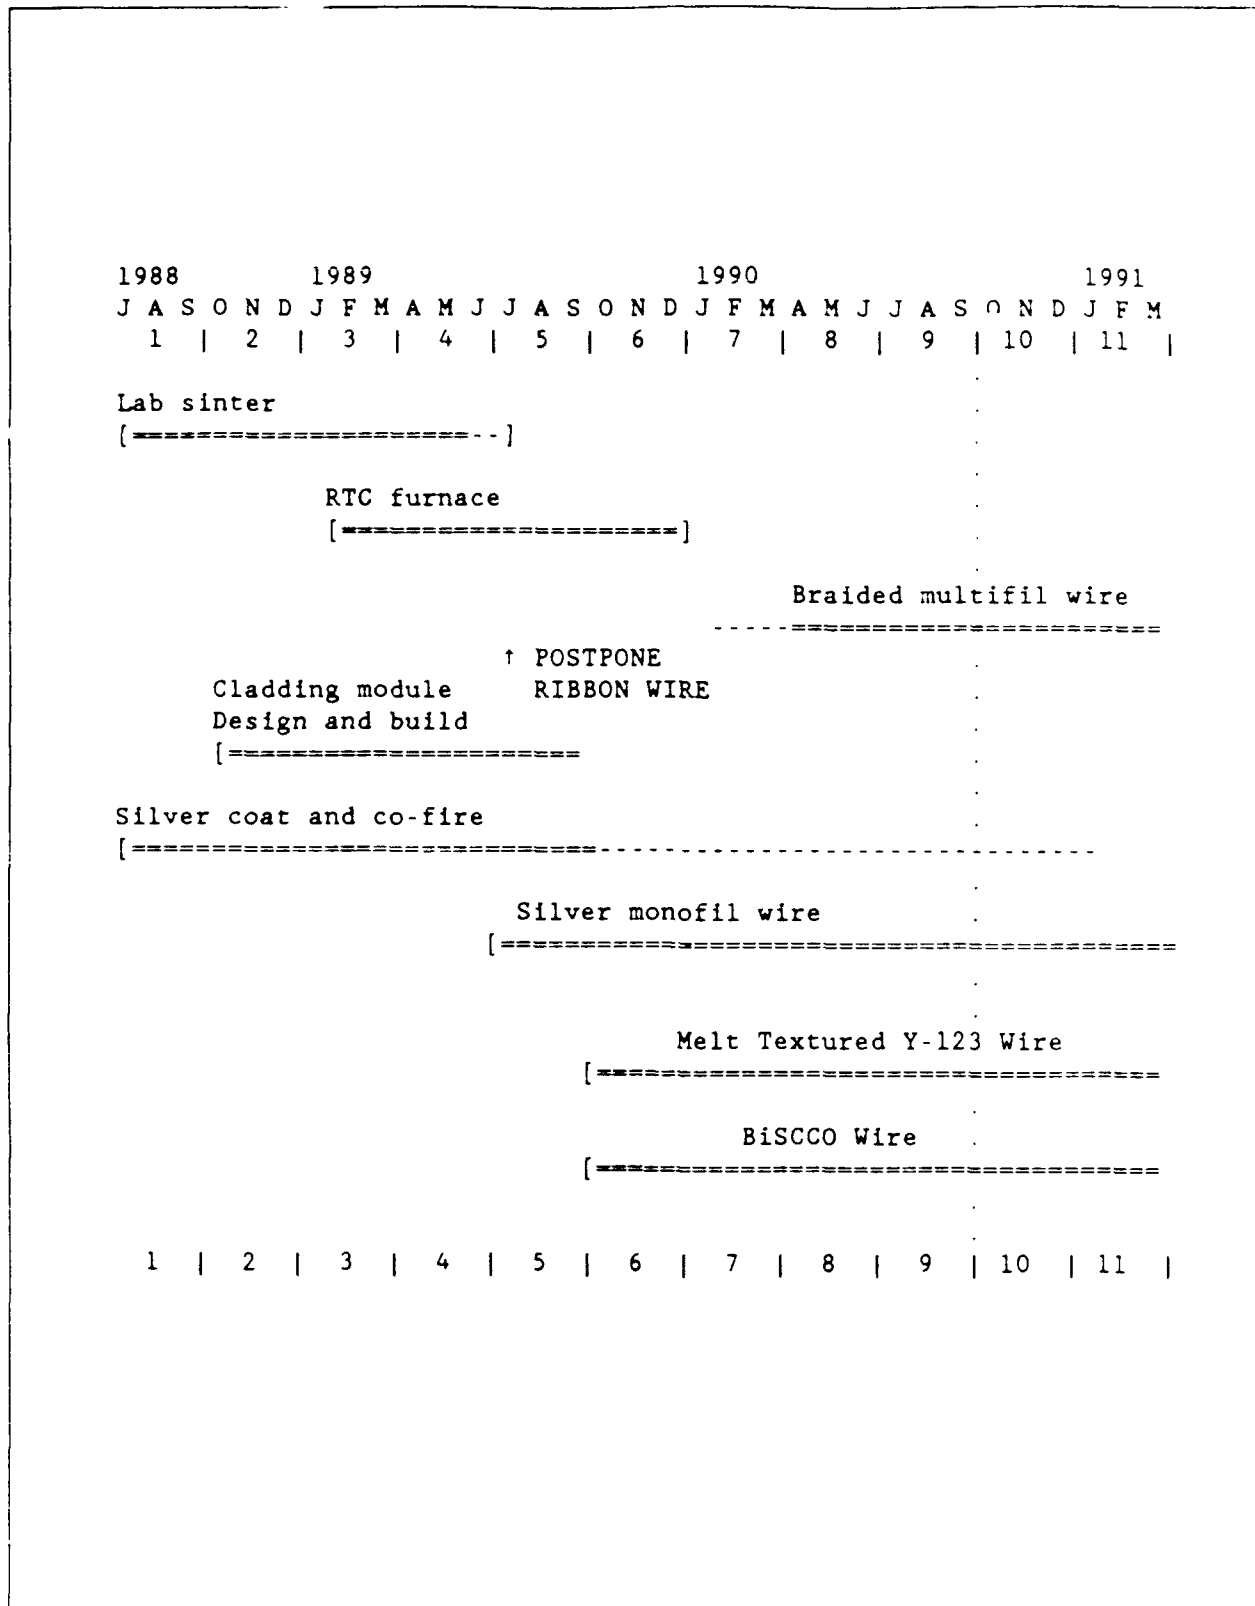 1988 1989 1990 1991
J A S O N D J F M A M J J A S O N D J F M A M J J A S O N D J F M
1 | 2 | 3 | 4 | 5 | 6 | 7 | 8 | 9 | 10 | 11 |
Lab sinter
[=====================--]
RTC furnace
[=====================]
Braided multifil wire
-----=======================
↑ POSTPONE
Cladding module RIBBON WIRE
Design and build
[======================
Silver coat and co-fire
[=============================-------------------------------
Silver monofil wire
[==========================================
Melt Textured Y-123 Wire
[===================================
BiSCCO Wire
[===================================
1 | 2 | 3 | 4 | 5 | 6 | 7 | 8 | 9 | 10 | 11 |